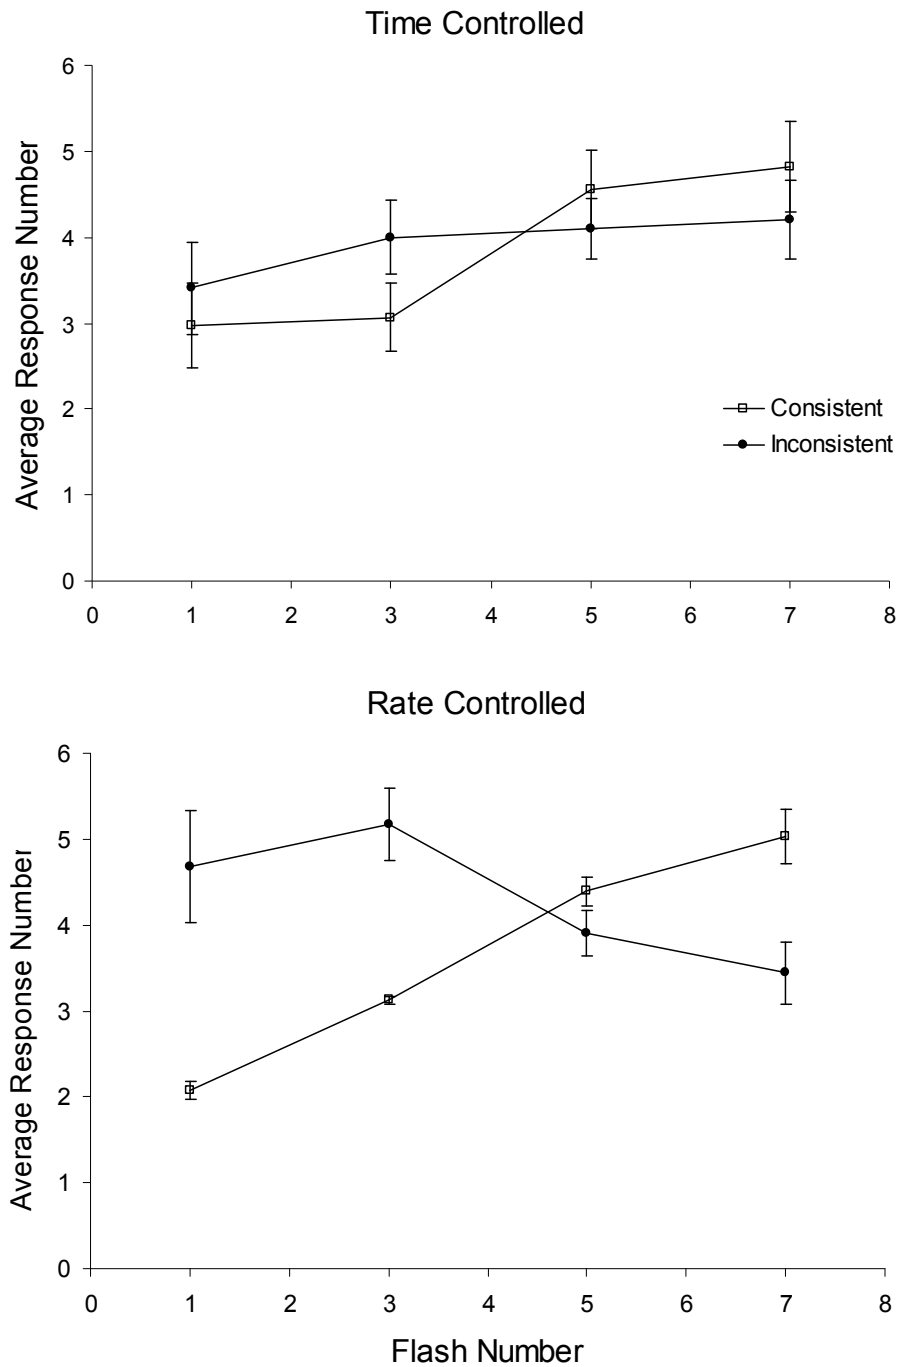 Time Controlled
6
5
4
3
2
1
0
Average Response Number
Consistent
Inconsistent
0 1 2 3 4 5 6 7 8
Rate Controlled
6
5
4
3
2
1
0
Average Response Number
0 1 2 3 4 5 6 7 8
Flash Number